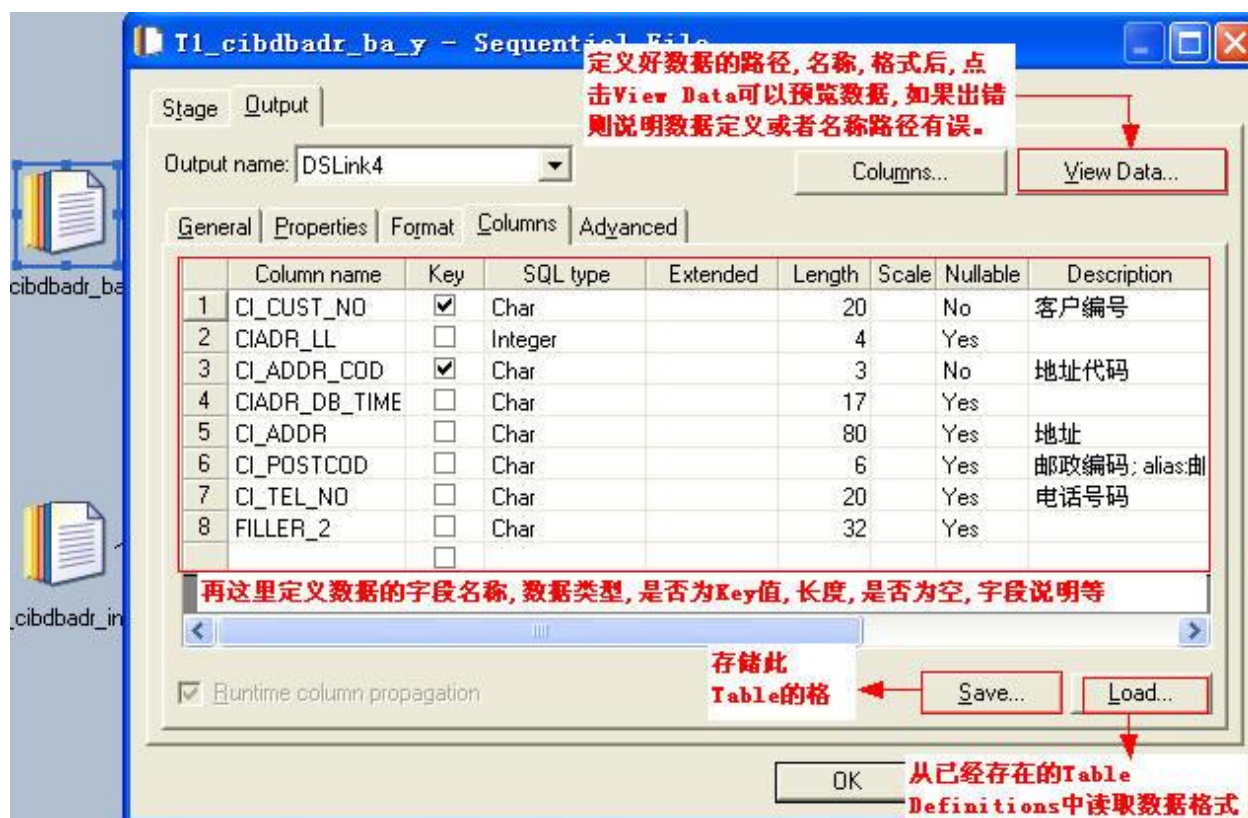 T1_cibdbadr_ba_y - Sequential File
定义好数据的路径,名称,格式后,点
击View Data可以预览数据,如果出错
则说明数据定义或者名称路径有误。
Stage Output
Output name: DSLink4
Columns... View Data...
General Properties Format Columns Advanced
Column name Key SQL type Extended Length Scale Nullable Description
1 CI_CUST_NO Char 20 No 客户编号
2 CIADR_LL Integer 4 Yes
3 CI_ADDR_COD Char 3 No 地址代码
4 CIADR_DB_TIME Char 17 Yes
5 CI_ADDR Char 80 Yes 地址
6 CI_POSTCOD Char 6 Yes 邮政编码; alias:邮
7 CI_TEL_NO Char 20 Yes 电话号码
8 FILLER_2 Char 32 Yes
再这里定义数据的字段名称,数据类型,是否为Key值,长度,是否为空,字段说明等
cibdbadr_ba
_cibdbadr_in
存储此
Table的格
Runtime column propagation
Save... Load...
OK
从已经存在的Table
Definitions中读取数据格式